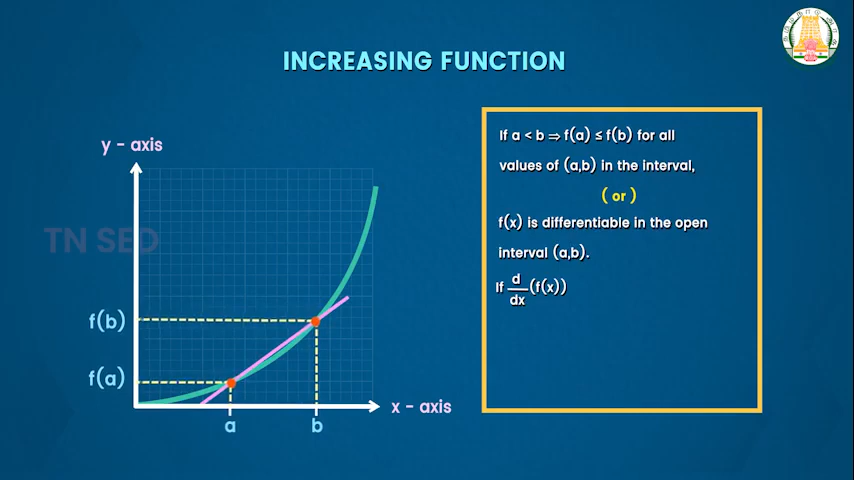 INCREASING FUNCTION
y - axis
TN SED
f(b)
f(a)
a
b
x - axis
If a < b ⇒ f(a) ≤ f(b) for all
values of (a,b) in the interval,
( or )
f(x) is differentiable in the open
interval (a,b).
If d/dx (f(x))